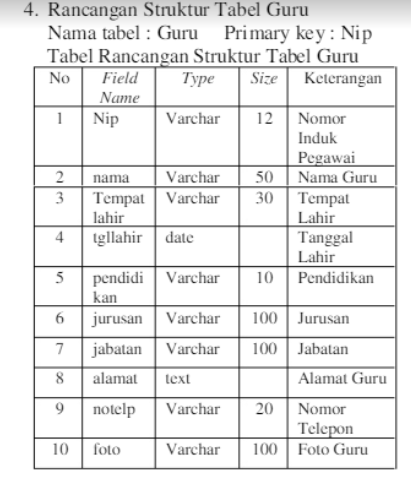 4. Rancangan Struktur Tabel Guru
Nama tabel : Guru Primary key : Nip
Tabel Rancangan Struktur Tabel Guru
No Field Name Type Size Keterangan
1 Nip Varchar 12 Nomor Induk Pegawai
2 nama Varchar 50 Nama Guru
3 Tempat lahir Varchar 30 Tempat Lahir
4 tgllahir date Tanggal Lahir
5 pendidi kan Varchar 10 Pendidikan
6 jurusan Varchar 100 Jurusan
7 jabatan Varchar 100 Jabatan
8 alamat text Alamat Guru
9 notelp Varchar 20 Nomor Telepon
10 foto Varchar 100 Foto Guru